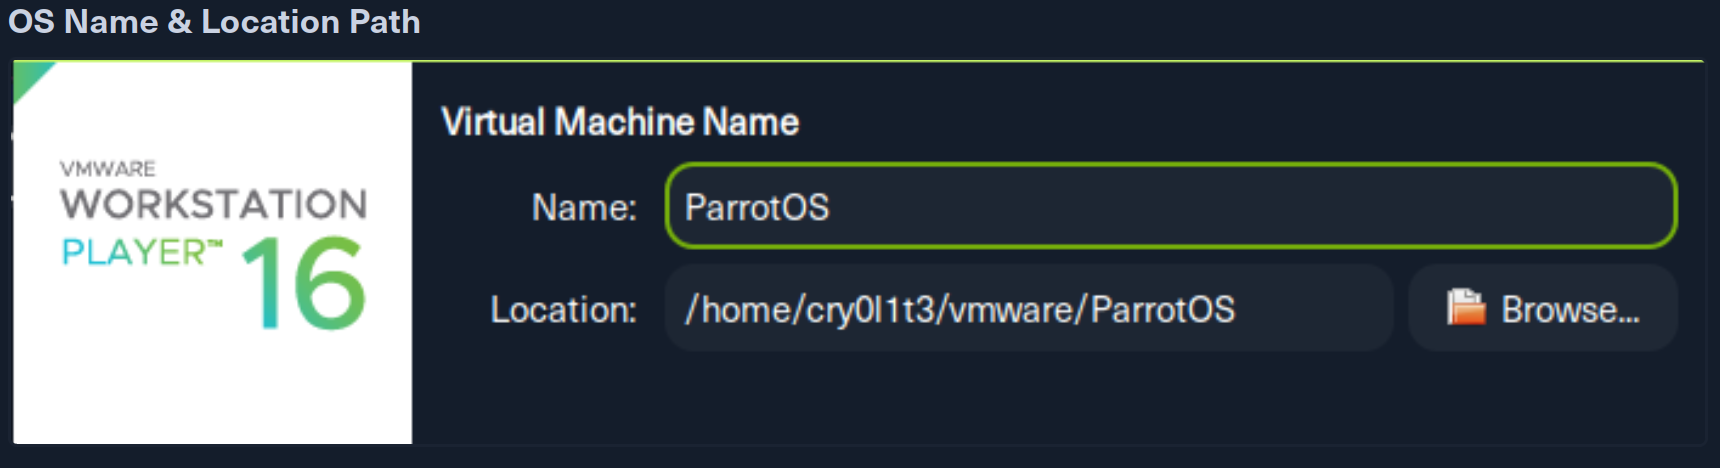 OS Name & Location Path
VMWARE
WORKSTATION
PLAYER™ 16
Virtual Machine Name
Name: ParrotOS
Location: /home/cry0l1t3/vmware/ParrotOS Browse...